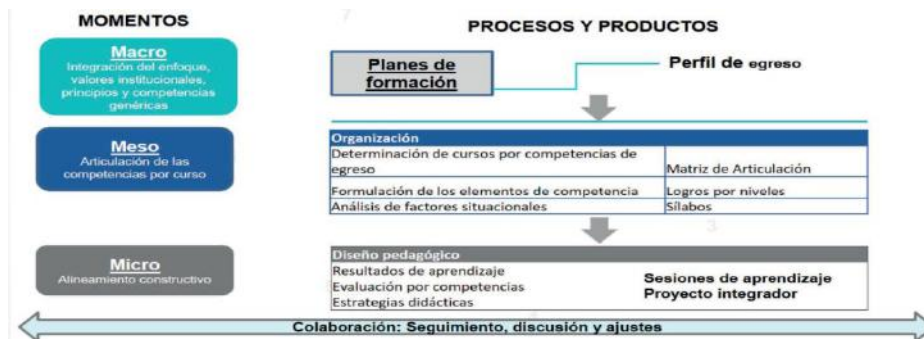 MOMENTOS
PROCESOS Y PRODUCTOS
Macro
Integración del enfoque,
valores institucionales,
principios y competencias
genéricas
Planes de
formación
Perfil de egreso
Meso
Articulación de las
competencias por curso
Organización
Determinación de cursos por competencias de
egreso
Matriz de Articulación
Formulación de los elementos de competencia
Logros por niveles
Análisis de factores situacionales
Sílabos
Micro
Alineamiento constructivo
Diseño pedagógico
Resultados de aprendizaje
Evaluación por competencias
Estrategias didácticas
Sesiones de aprendizaje
Proyecto integrador
Colaboración: Seguimiento, discusión y ajustes